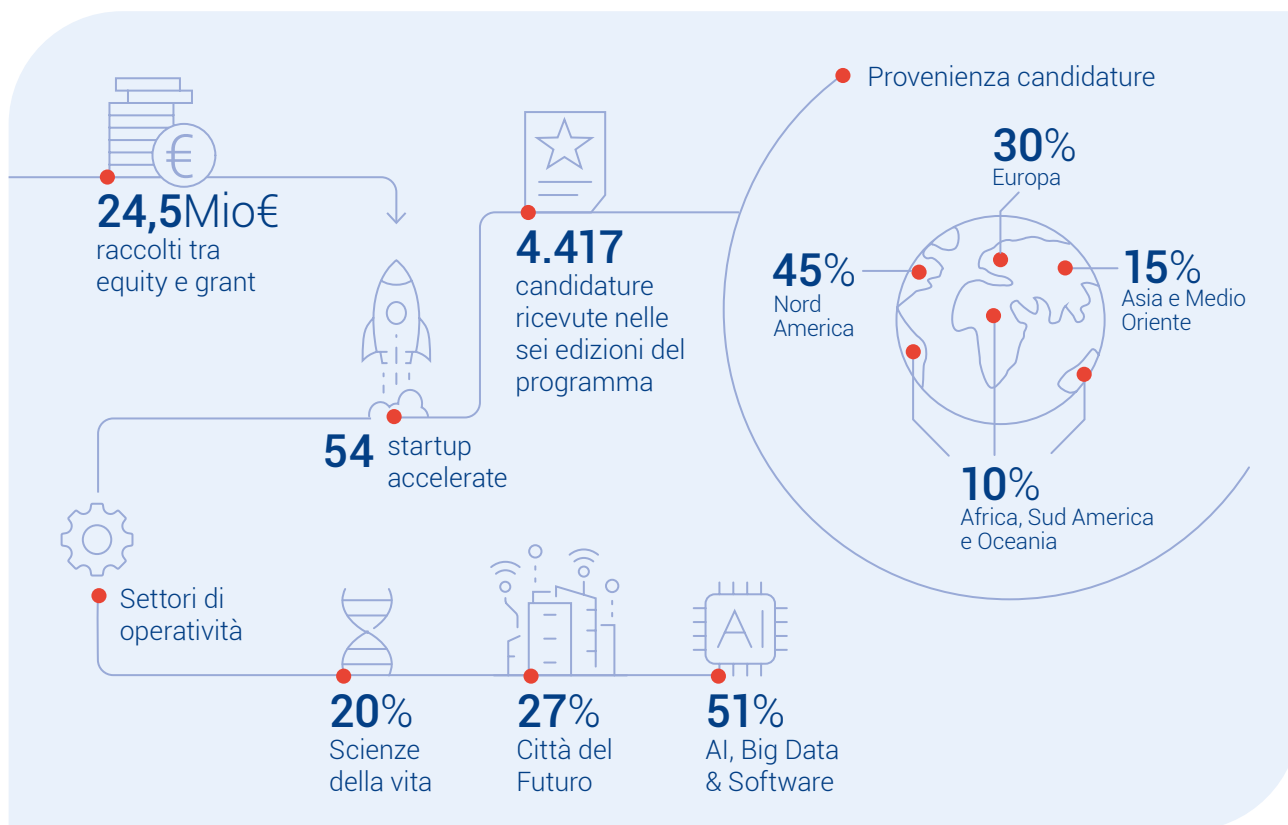 24,5Mio€
raccolti tra
equity e grant
54
startup
accelerate
4.417
candidature
ricevute nelle
sei edizioni del
programma
Provenienza candidature
30%
Europa
45%
Nord
America
15%
Asia e Medio
Oriente
10%
Africa, Sud America
e Oceania
Settori di
operatività
20%
Scienze
della vita
27%
Città del
Futuro
AI
51%
AI, Big Data
& Software
€